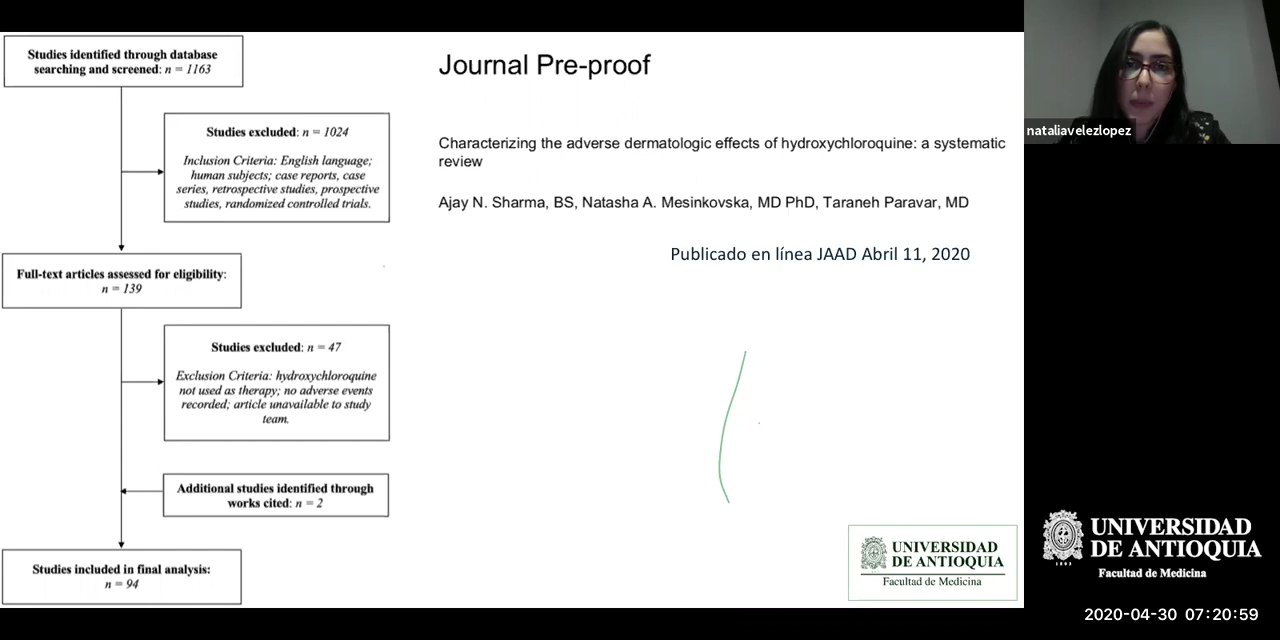 Studies identified through database
searching and screened: n = 1163
Studies excluded: n = 1024
Inclusion Criteria: English language;
human subjects; case reports, case
series, retrospective studies, prospective
studies, randomized controlled trials.
Full-text articles assessed for eligibility:
n = 139
Studies excluded: n = 47
Exclusion Criteria: hydroxychloroquine
not used as therapy; no adverse events
recorded; article unavailable to study
team.
Additional studies identified through
works cited: n = 2
Studies included in final analysis:
n = 94
Journal Pre-proof
Characterizing the adverse dermatologic effects of hydroxychloroquine: a systematic
review
Ajay N. Sharma, BS, Natasha A. Mesinkovska, MD PhD, Taraneh Paravar, MD
Publicado en línea JAAD Abril 11, 2020
UNIVERSIDAD
DE ANTIOQUIA
Facultad de Medicina
nataliavelezlopez
UNIVERSIDAD
DE ANTIOQUIA
1803
Facultad de Medicina
2020-04-30 07:20:59